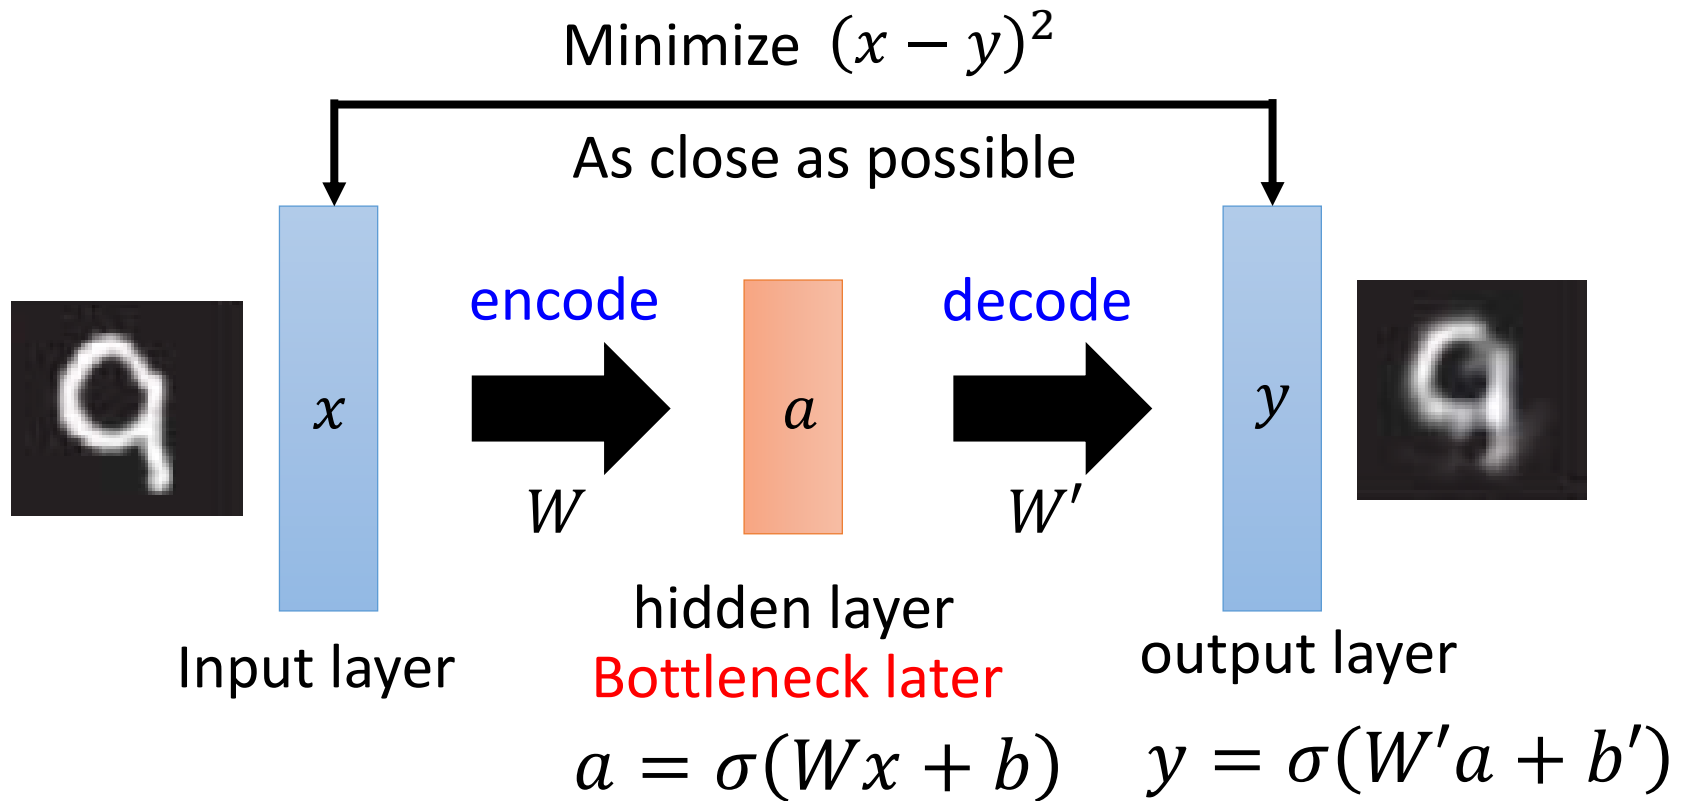 Minimize (x − y)²
As close as possible
encode
decode
x
a
y
W
W′
hidden layer
Bottleneck later
Input layer
output layer
a = σ(Wx + b)
y = σ(W′a + b′)